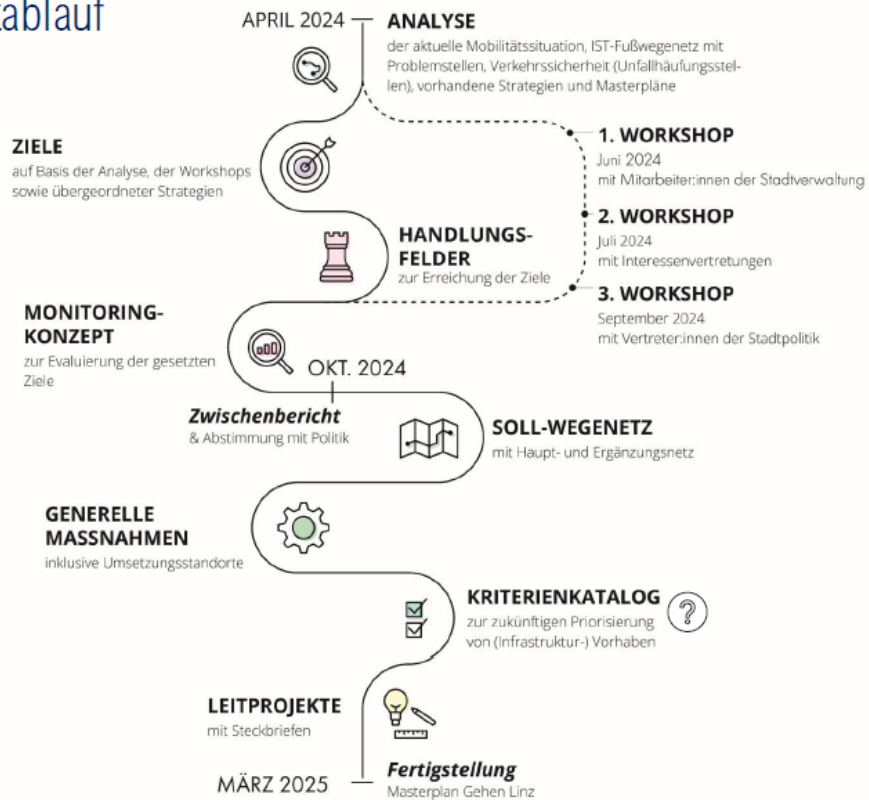 APRIL 2024
ANALYSE
der aktuelle Mobilitätssituation, IST-Fußwegenetz mit
Problemstellen, Verkehrssicherheit (Unfallhäufungsstel-
len), vorhandene Strategien und Masterpläne
ZIELE
auf Basis der Analyse, der Workshops
sowie übergeordneter Strategien
1. WORKSHOP
Juni 2024
mit Mitarbeiter:innen der Stadtverwaltung
2. WORKSHOP
Juli 2024
mit Interessenvertretungen
3. WORKSHOP
September 2024
mit Vertreter:innen der Stadtpolitik
HANDLUNGS-
FELDER
zur Erreichung der Ziele
MONITORING-
KONZEPT
zur Evaluierung der gesetzten
Ziele
OKT. 2024
Zwischenbericht
& Abstimmung mit Politik
SOLL-WEGENETZ
mit Haupt- und Ergänzungsnetz
GENERELLE
MASSNAHMEN
inklusive Umsetzungsstandorte
KRITERIENKATALOG
?
zur zukünftigen Priorisierung
von (Infrastruktur-) Vorhaben
LEITPROJEKTE
mit Steckbriefen
MÄRZ 2025
Fertigstellung
Masterplan Gehen Linz